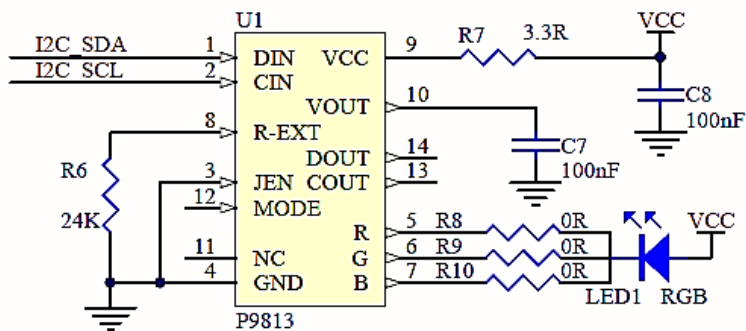 U1
I2C_SDA 1 DIN VCC 9 R7 3.3R VCC
I2C_SCL 2 CIN
VOUT 10 C8
100nF
8 R-EXT
R6 DOUT 14 C7
3 JEN COUT 13 100nF
24K 12 MODE
R 5 R8 0R VCC
11 NC G 6 R9 0R
4 GND B 7 R10 0R
LED1 RGB
P9813